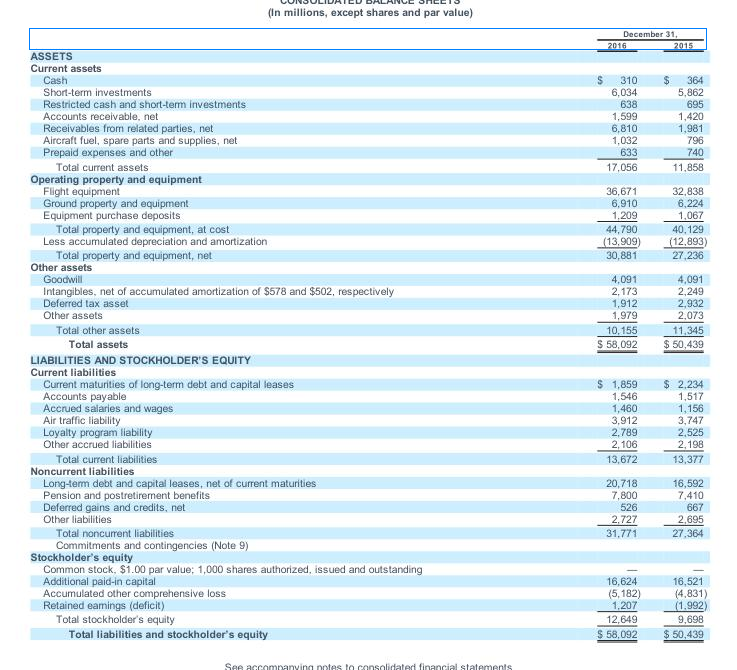 CONSOLIDATED BALANCE SHEETS
(In millions, except shares and par value)
December 31,
2016 2015
ASSETS
Current assets
Cash $ 310 $ 364
Short-term investments 6,034 5,862
Restricted cash and short-term investments 638 695
Accounts receivable, net 1,599 1,420
Receivables from related parties, net 6,810 1,981
Aircraft fuel, spare parts and supplies, net 1,032 796
Prepaid expenses and other 633 740
Total current assets 17,056 11,858
Operating property and equipment
Flight equipment 36,671 32,838
Ground property and equipment 6,910 6,224
Equipment purchase deposits 1,209 1,067
Total property and equipment, at cost 44,790 40,129
Less accumulated depreciation and amortization (13,909) (12,893)
Total property and equipment, net 30,881 27,236
Other assets
Goodwill 4,091 4,091
Intangibles, net of accumulated amortization of $578 and $502, respectively 2,173 2,249
Deferred tax asset 1,912 2,932
Other assets 1,979 2,073
Total other assets 10,155 11,345
Total assets $ 58,092 $ 50,439
LIABILITIES AND STOCKHOLDER'S EQUITY
Current liabilities
Current maturities of long-term debt and capital leases $ 1,859 $ 2,234
Accounts payable 1,546 1,517
Accrued salaries and wages 1,460 1,156
Air traffic liability 3,912 3,747
Loyalty program liability 2,789 2,525
Other accrued liabilities 2,106 2,198
Total current liabilities 13,672 13,377
Noncurrent liabilities
Long-term debt and capital leases, net of current maturities 20,718 16,592
Pension and postretirement benefits 7,800 7,410
Deferred gains and credits, net 526 667
Other liabilities 2,727 2,695
Total noncurrent liabilities 31,771 27,364
Commitments and contingencies (Note 9)
Stockholder's equity
Common stock, $1.00 par value; 1,000 shares authorized, issued and outstanding — —
Additional paid-in capital 16,624 16,521
Accumulated other comprehensive loss (5,182) (4,831)
Retained earnings (deficit) 1,207 (1,992)
Total stockholder's equity 12,649 9,698
Total liabilities and stockholder's equity $ 58,092 $ 50,439
See accompanying notes to consolidated financial statements